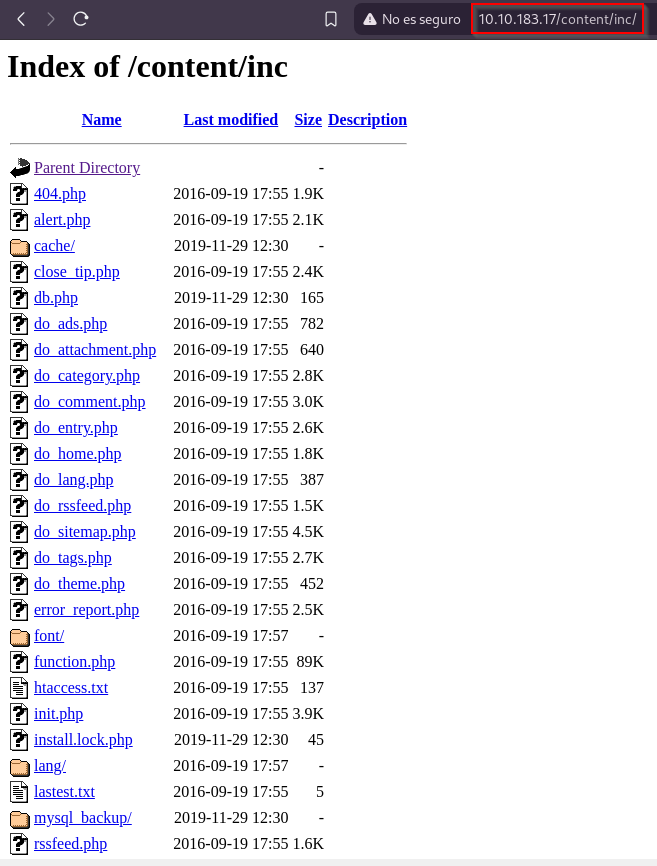 No es seguro 10.10.183.17/content/inc/
Index of /content/inc
Name Last modified Size Description
Parent Directory -
404.php 2016-09-19 17:55 1.9K
alert.php 2016-09-19 17:55 2.1K
cache/ 2019-11-29 12:30 -
close_tip.php 2016-09-19 17:55 2.4K
db.php 2019-11-29 12:30 165
do_ads.php 2016-09-19 17:55 782
do_attachment.php 2016-09-19 17:55 640
do_category.php 2016-09-19 17:55 2.8K
do_comment.php 2016-09-19 17:55 3.0K
do_entry.php 2016-09-19 17:55 2.6K
do_home.php 2016-09-19 17:55 1.8K
do_lang.php 2016-09-19 17:55 387
do_rssfeed.php 2016-09-19 17:55 1.5K
do_sitemap.php 2016-09-19 17:55 4.5K
do_tags.php 2016-09-19 17:55 2.7K
do_theme.php 2016-09-19 17:55 452
error_report.php 2016-09-19 17:55 2.5K
font/ 2016-09-19 17:57 -
function.php 2016-09-19 17:55 89K
htaccess.txt 2016-09-19 17:55 137
init.php 2016-09-19 17:55 3.9K
install.lock.php 2019-11-29 12:30 45
lang/ 2016-09-19 17:57 -
lastest.txt 2016-09-19 17:55 5
mysql_backup/ 2019-11-29 12:30 -
rssfeed.php 2016-09-19 17:55 1.6K